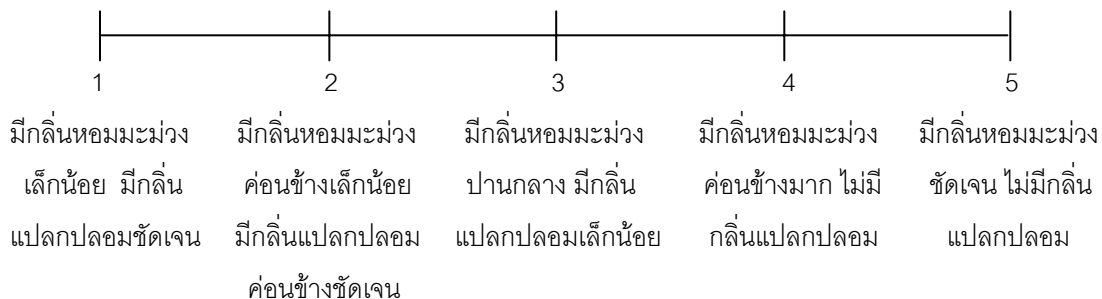 1 2 3 4 5
มีกลิ่นหอมมะม่วง มีกลิ่นหอมมะม่วง มีกลิ่นหอมมะม่วง มีกลิ่นหอมมะม่วง มีกลิ่นหอมมะม่วง
เล็กน้อย มีกลิ่น ค่อนข้างเล็กน้อย ปานกลาง มีกลิ่น ค่อนข้างมาก ไม่มี ชัดเจน ไม่มีกลิ่น
แปลกปลอมชัดเจน มีกลิ่นแปลกปลอม แปลกปลอมเล็กน้อย กลิ่นแปลกปลอม แปลกปลอม
ค่อนข้างชัดเจน